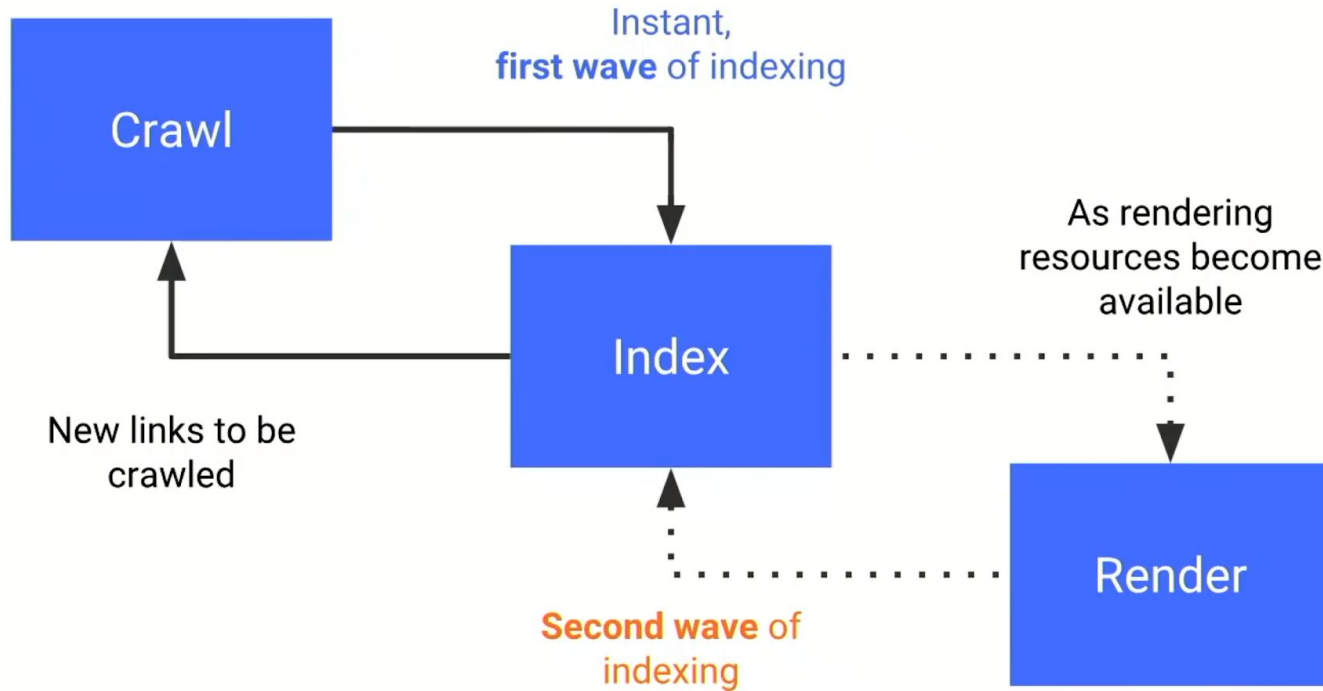 Instant,
first wave of indexing
Crawl
As rendering
resources become
available
Index
New links to be
crawled
Render
Second wave of
indexing